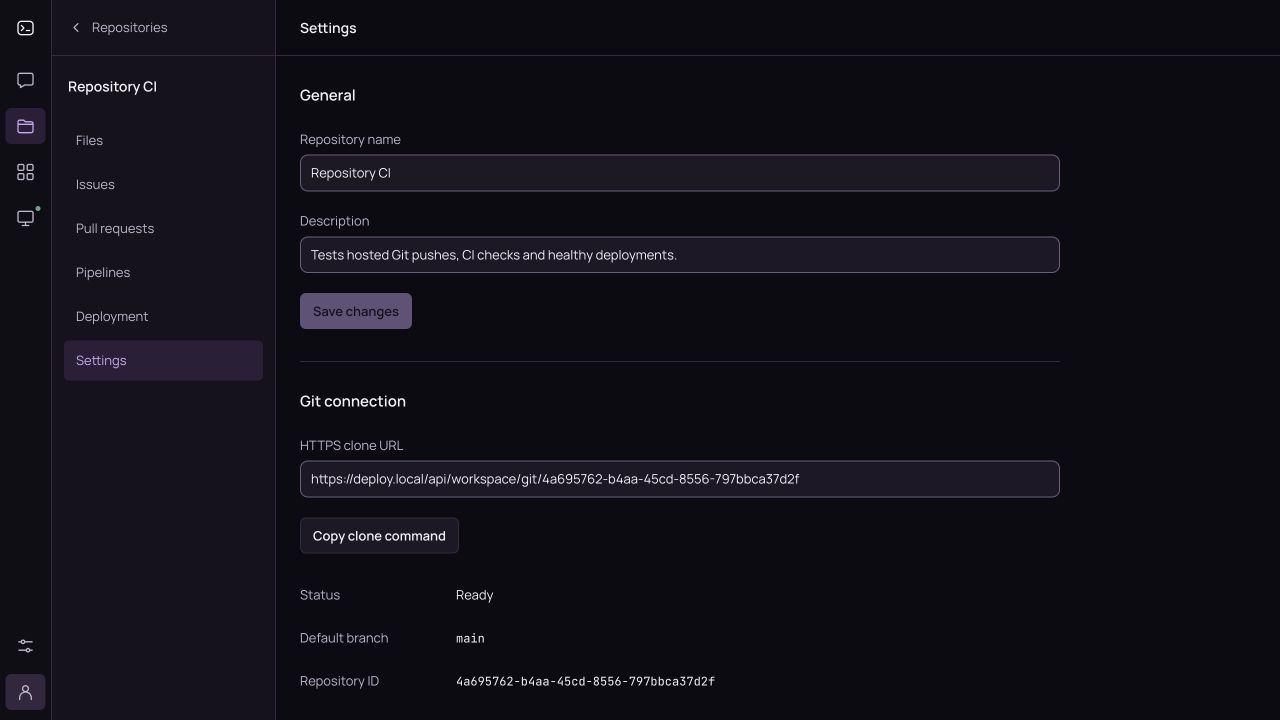 Repositories
Settings
Repository CI
Files
Issues
Pull requests
Pipelines
Deployment
Settings
General
Repository name
Repository CI
Description
Tests hosted Git pushes, CI checks and healthy deployments.
Save changes
Git connection
HTTPS clone URL
https://deploy.local/api/workspace/git/4a695762-b4aa-45cd-8556-797bbca37d2f
Copy clone command
Status Ready
Default branch main
Repository ID 4a695762-b4aa-45cd-8556-797bbca37d2f